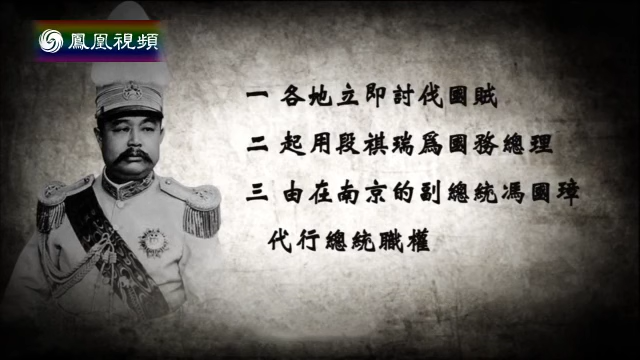 鳳凰視頻
一 各地立即討伐國賊
二 起用段祺瑞爲國務總理
三 由在南京的副總統馮國璋
代行總統職權